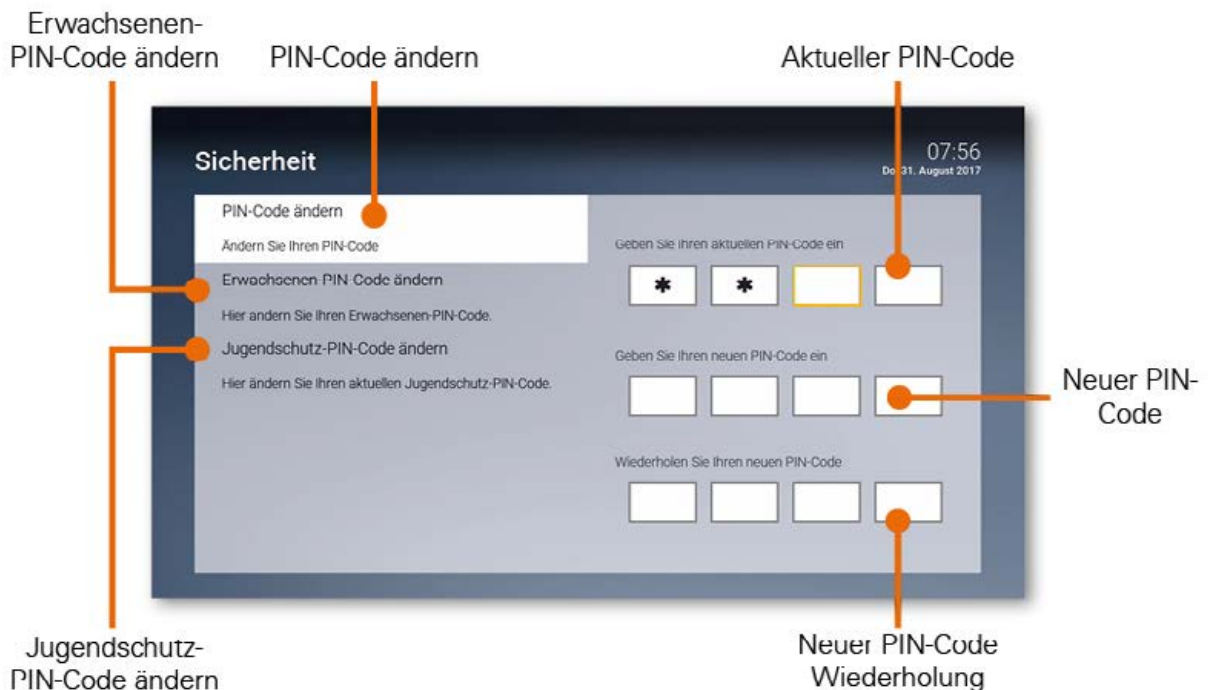 Erwachsenen-
PIN-Code ändern
PIN-Code ändern
Aktueller PIN-Code
Sicherheit
07:56
Do 31. August 2017
PIN-Code ändern
Ändern Sie Ihren PIN-Code
Erwachsenen-PIN-Code ändern
Hier andern Sie Ihren Erwachsenen-PIN-Code.
Jugendschutz-PIN-Code ändern
Hier ändern Sie Ihren aktuellen Jugendschutz-PIN-Code.
Geben Sie Ihren aktuellen PIN-Code ein
* *
Geben Sie Ihren neuen PIN-Code ein
Wiederholen Sie Ihren neuen PIN-Code
Neuer PIN-
Code
Jugendschutz-
PIN-Code ändern
Neuer PIN-Code
Wiederholung